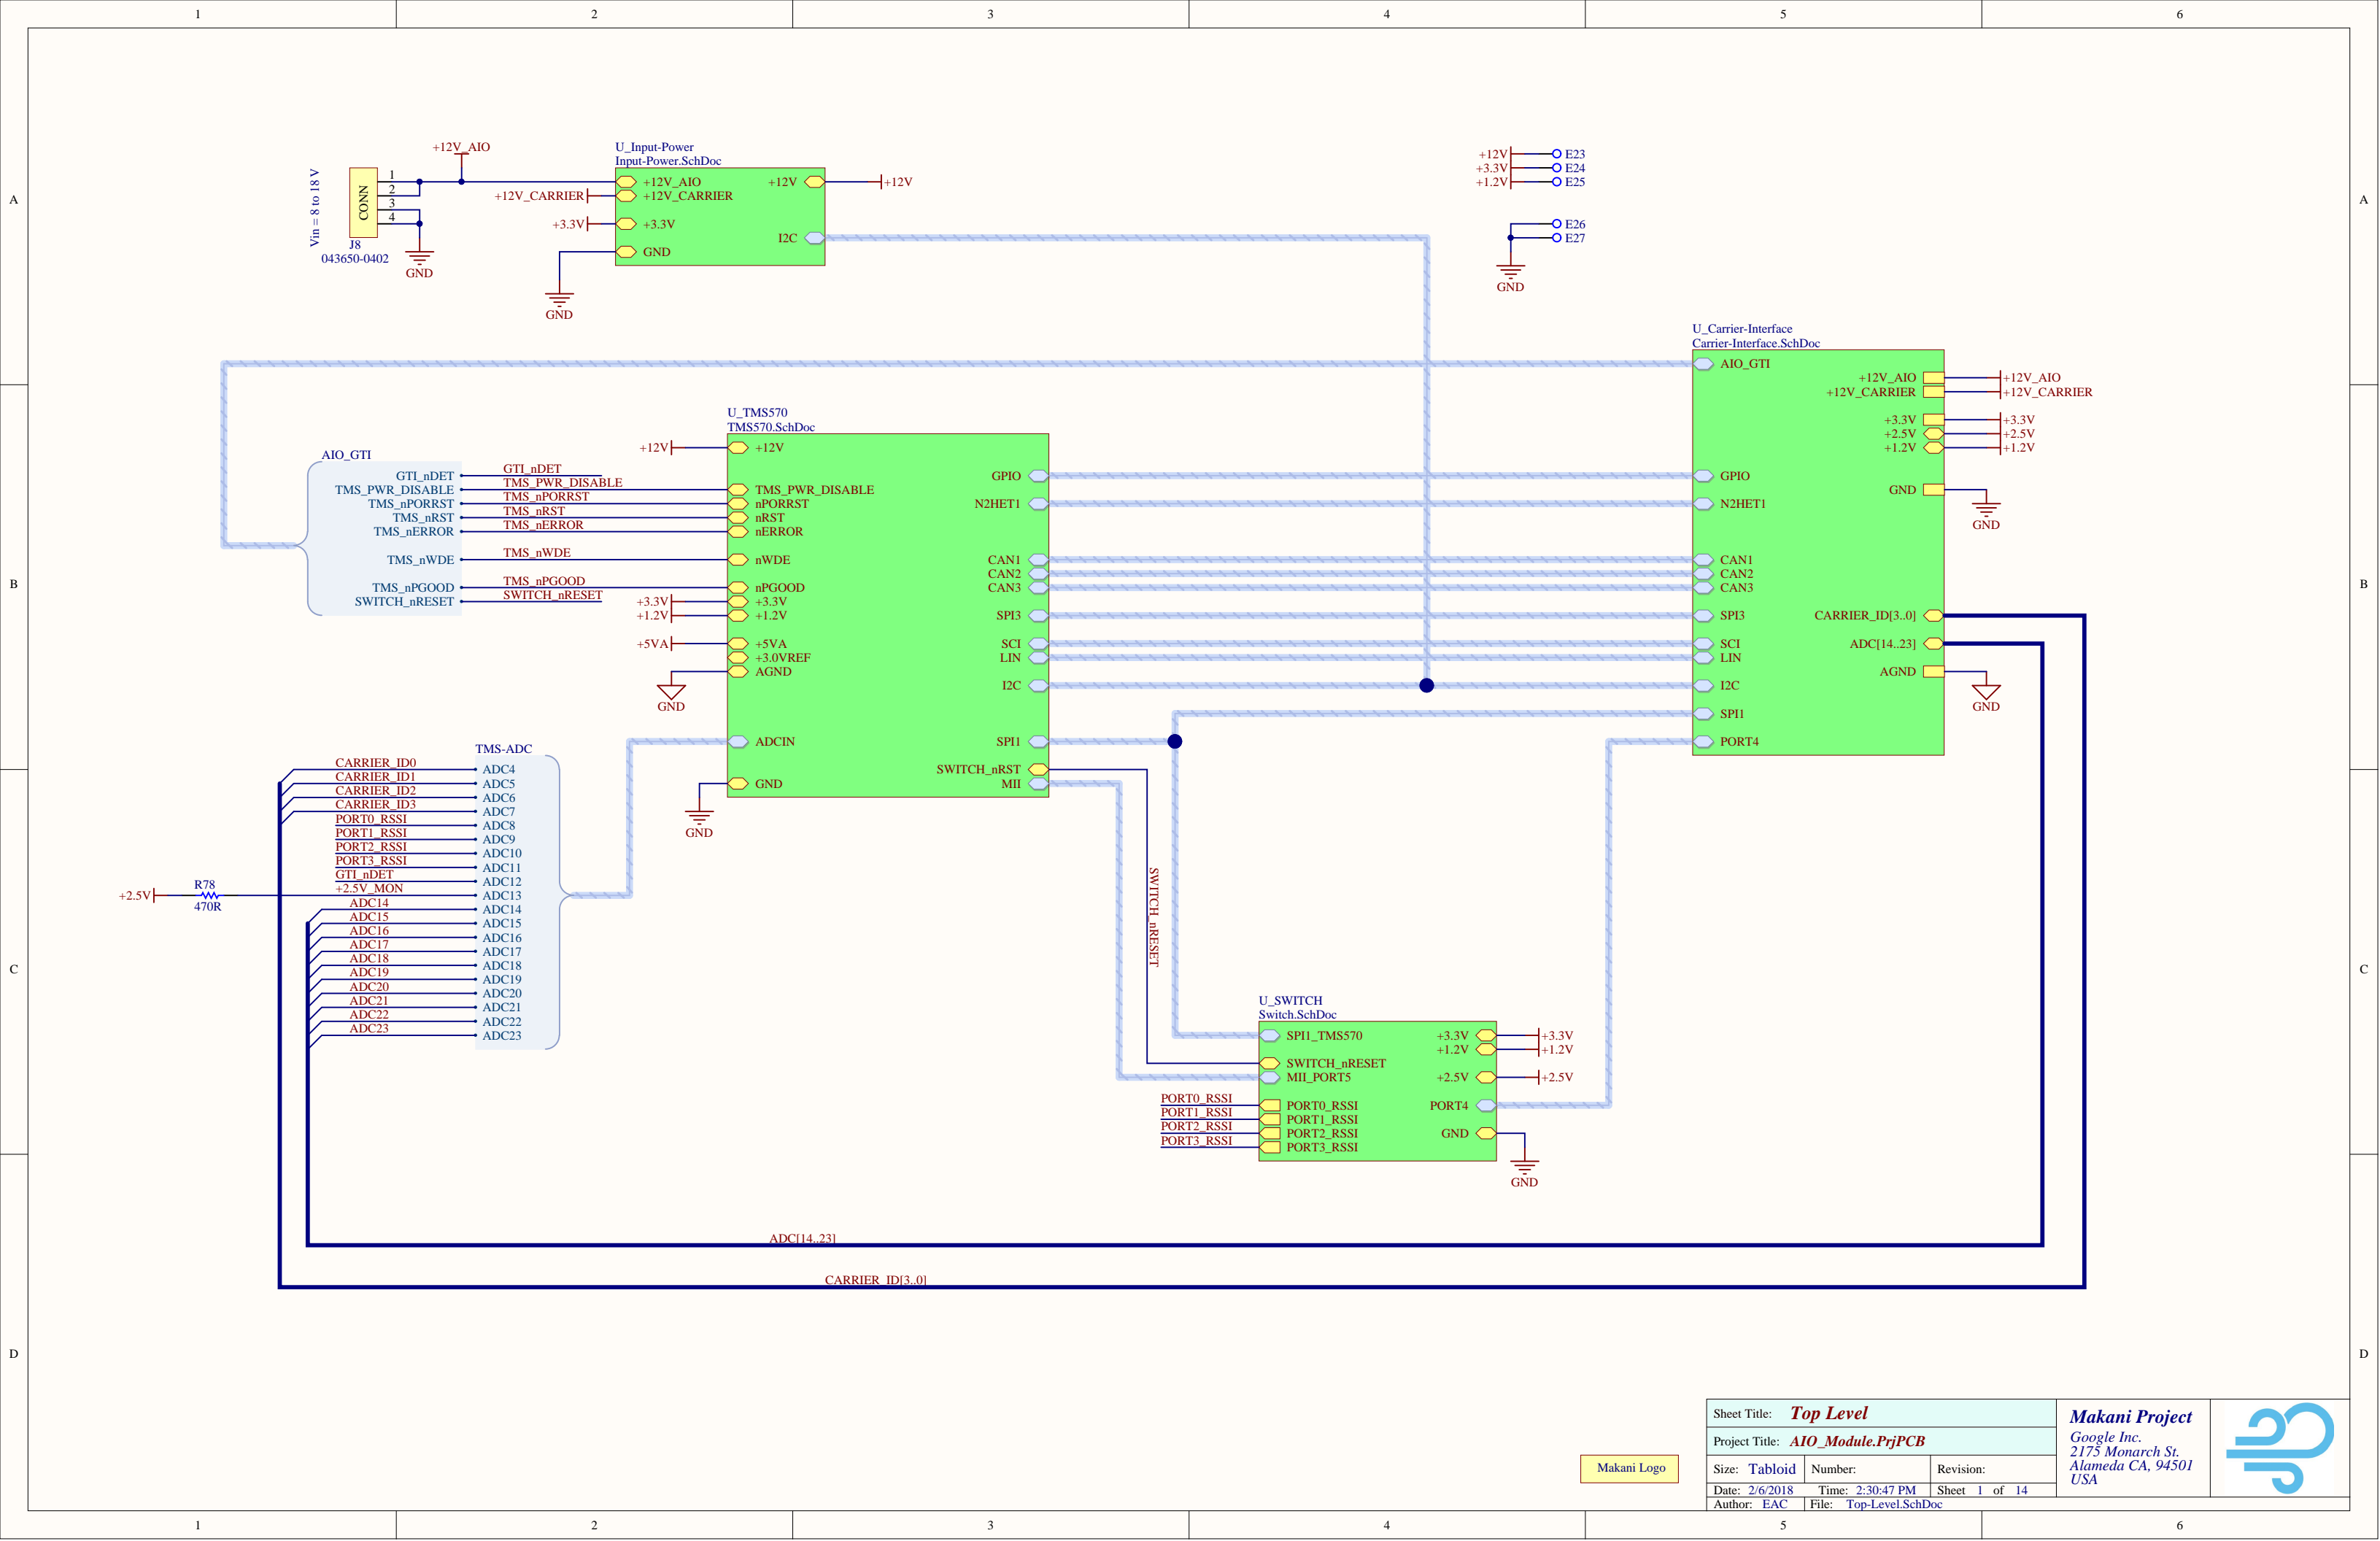 1 2 3 4 5 6
A
A
+12V_AIO
Vin = 8 to 18 V
CONN
1
2
3
4
J8
043650-0402
GND
U_Input-Power
Input-Power.SchDoc
+12V_AIO
+12V_CARRIER
+12V_CARRIER
+3.3V
+3.3V
GND
GND
+12V
+12V
I2C
+12V
+3.3V
+1.2V
E23
E24
E25
E26
E27
GND
U_Carrier-Interface
Carrier-Interface.SchDoc
AIO_GTI
GPIO
N2HET1
CAN1
CAN2
CAN3
SPI3
SCI
LIN
I2C
SPI1
PORT4
+12V_AIO
+12V_CARRIER
+3.3V
+2.5V
+1.2V
GND
CARRIER_ID[3..0]
ADC[14..23]
AGND
+12V_AIO
+12V_CARRIER
+3.3V
+2.5V
+1.2V
GND
GND
B
B
AIO_GTI
GTI_nDET
TMS_PWR_DISABLE
TMS_nPORRST
TMS_nRST
TMS_nERROR
TMS_nWDE
TMS_nPGOOD
SWITCH_nRESET
GTI_nDET
TMS_PWR_DISABLE
TMS_nPORRST
TMS_nRST
TMS_nERROR
TMS_nWDE
TMS_nPGOOD
SWITCH_nRESET
+12V
+3.3V
+1.2V
+5VA
GND
GND
U_TMS570
TMS570.SchDoc
+12V
TMS_PWR_DISABLE
nPORRST
nRST
nERROR
nWDE
nPGOOD
+3.3V
+1.2V
+5VA
+3.0VREF
AGND
ADCIN
GND
GPIO
N2HET1
CAN1
CAN2
CAN3
SPI3
SCI
LIN
I2C
SPI1
SWITCH_nRST
MII
TMS-ADC
CARRIER_ID0
CARRIER_ID1
CARRIER_ID2
CARRIER_ID3
PORT0_RSSI
PORT1_RSSI
PORT2_RSSI
PORT3_RSSI
GTI_nDET
+2.5V_MON
ADC14
ADC15
ADC16
ADC17
ADC18
ADC19
ADC20
ADC21
ADC22
ADC23
ADC4
ADC5
ADC6
ADC7
ADC8
ADC9
ADC10
ADC11
ADC12
ADC13
ADC14
ADC15
ADC16
ADC17
ADC18
ADC19
ADC20
ADC21
ADC22
ADC23
+2.5V
R78
470R
C
C
SWITCH_nRESET
U_SWITCH
Switch.SchDoc
SPI1_TMS570
SWITCH_nRESET
MII_PORT5
PORT0_RSSI
PORT1_RSSI
PORT2_RSSI
PORT3_RSSI
PORT0_RSSI
PORT1_RSSI
PORT2_RSSI
PORT3_RSSI
+3.3V
+1.2V
+2.5V
PORT4
GND
+3.3V
+1.2V
+2.5V
GND
ADC[14..23]
CARRIER_ID[3..0]
D
D
Makani Logo
Sheet Title: Top Level
Project Title: AIO_Module.PrjPCB
Size: Tabloid Number: Revision:
Date: 2/6/2018 Time: 2:30:47 PM Sheet 1 of 14
Author: EAC File: Top-Level.SchDoc
Makani Project
Google Inc.
2175 Monarch St.
Alameda CA, 94501
USA
1 2 3 4 5 6